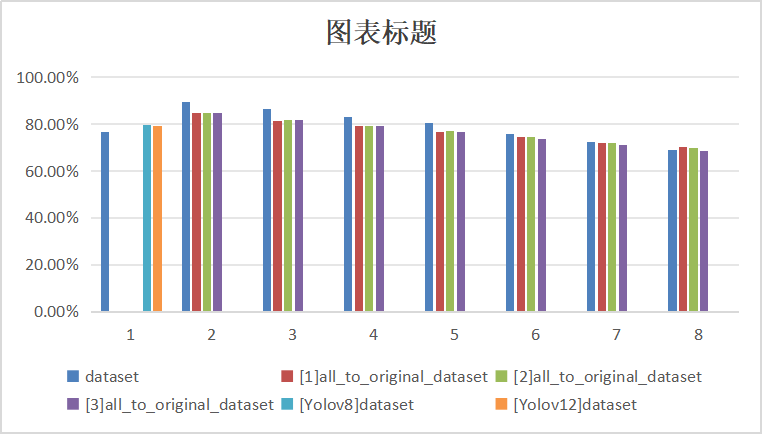 图表标题
100.00%
80.00%
60.00%
40.00%
20.00%
0.00%
1 2 3 4 5 6 7 8
dataset [1]all_to_original_dataset [2]all_to_original_dataset
[3]all_to_original_dataset [Yolov8]dataset [Yolov12]dataset